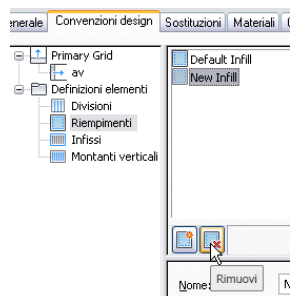 enerale Convenzioni design Sostituzioni Materiali
Primary Grid
av
Definizioni elementi
Divisioni
Riempimenti
Infissi
Montanti verticali
Default Infill
New Infill
Nome:
Rimuovi